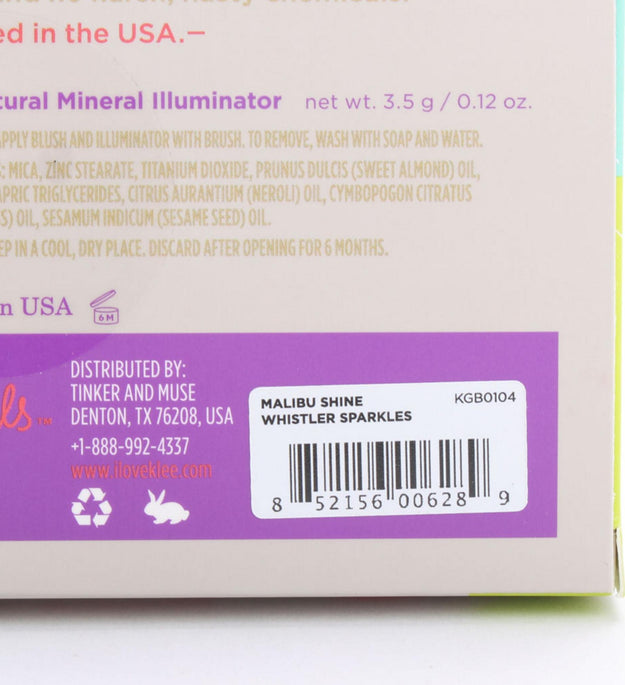 ed in the USA.—
tural Mineral Illuminator net wt. 3.5 g / 0.12 oz.
APPLY BLUSH AND ILLUMINATOR WITH BRUSH. TO REMOVE, WASH WITH SOAP AND WATER.
S: MICA, ZINC STEARATE, TITANIUM DIOXIDE, PRUNUS DULCIS (SWEET ALMOND) OIL,
APRIC TRIGLYCERIDES, CITRUS AURANTIUM (NEROLI) OIL, CYMBOPOGON CITRATUS
S) OIL, SESAMUM INDICUM (SESAME SEED) OIL.
EP IN A COOL, DRY PLACE. DISCARD AFTER OPENING FOR 6 MONTHS.
n USA
6M
ls™
DISTRIBUTED BY:
TINKER AND MUSE
DENTON, TX 76208, USA
+1-888-992-4337
www.iloveklee.com
MALIBU SHINE KGB0104
WHISTLER SPARKLES
8 52156 00628 9